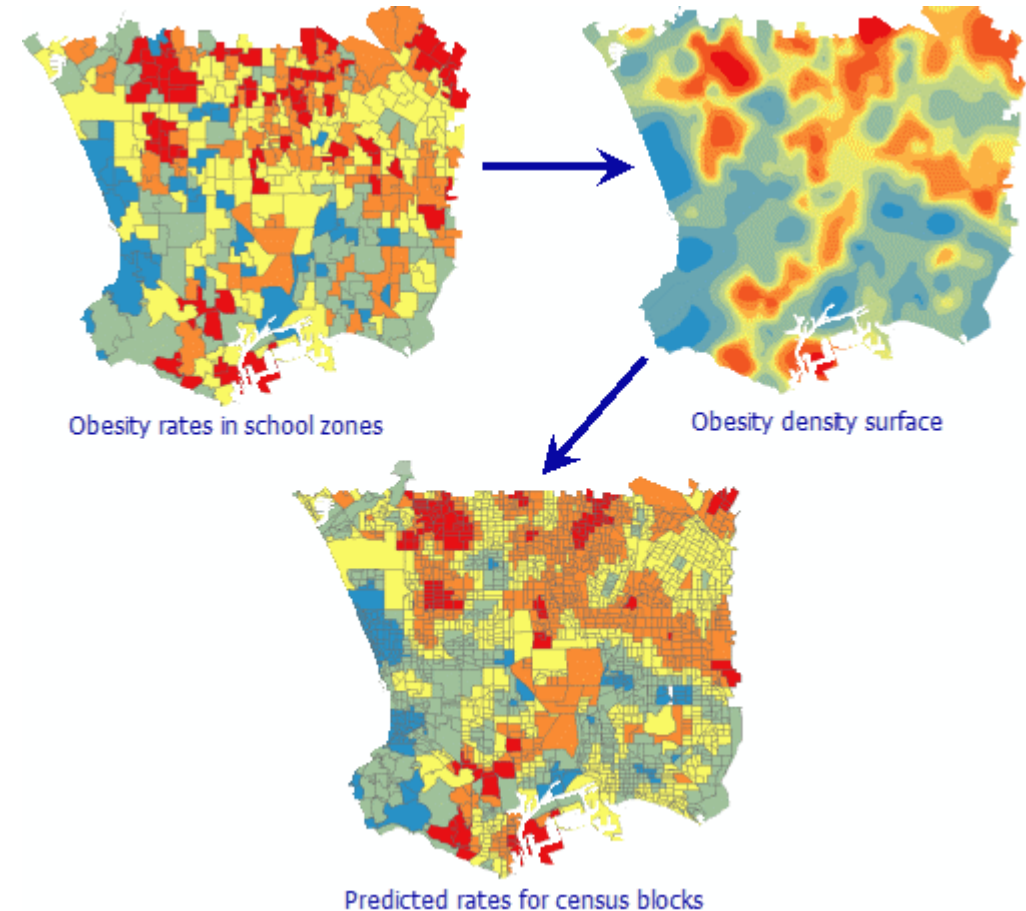 Obesity rates in school zones
Obesity density surface
Predicted rates for census blocks